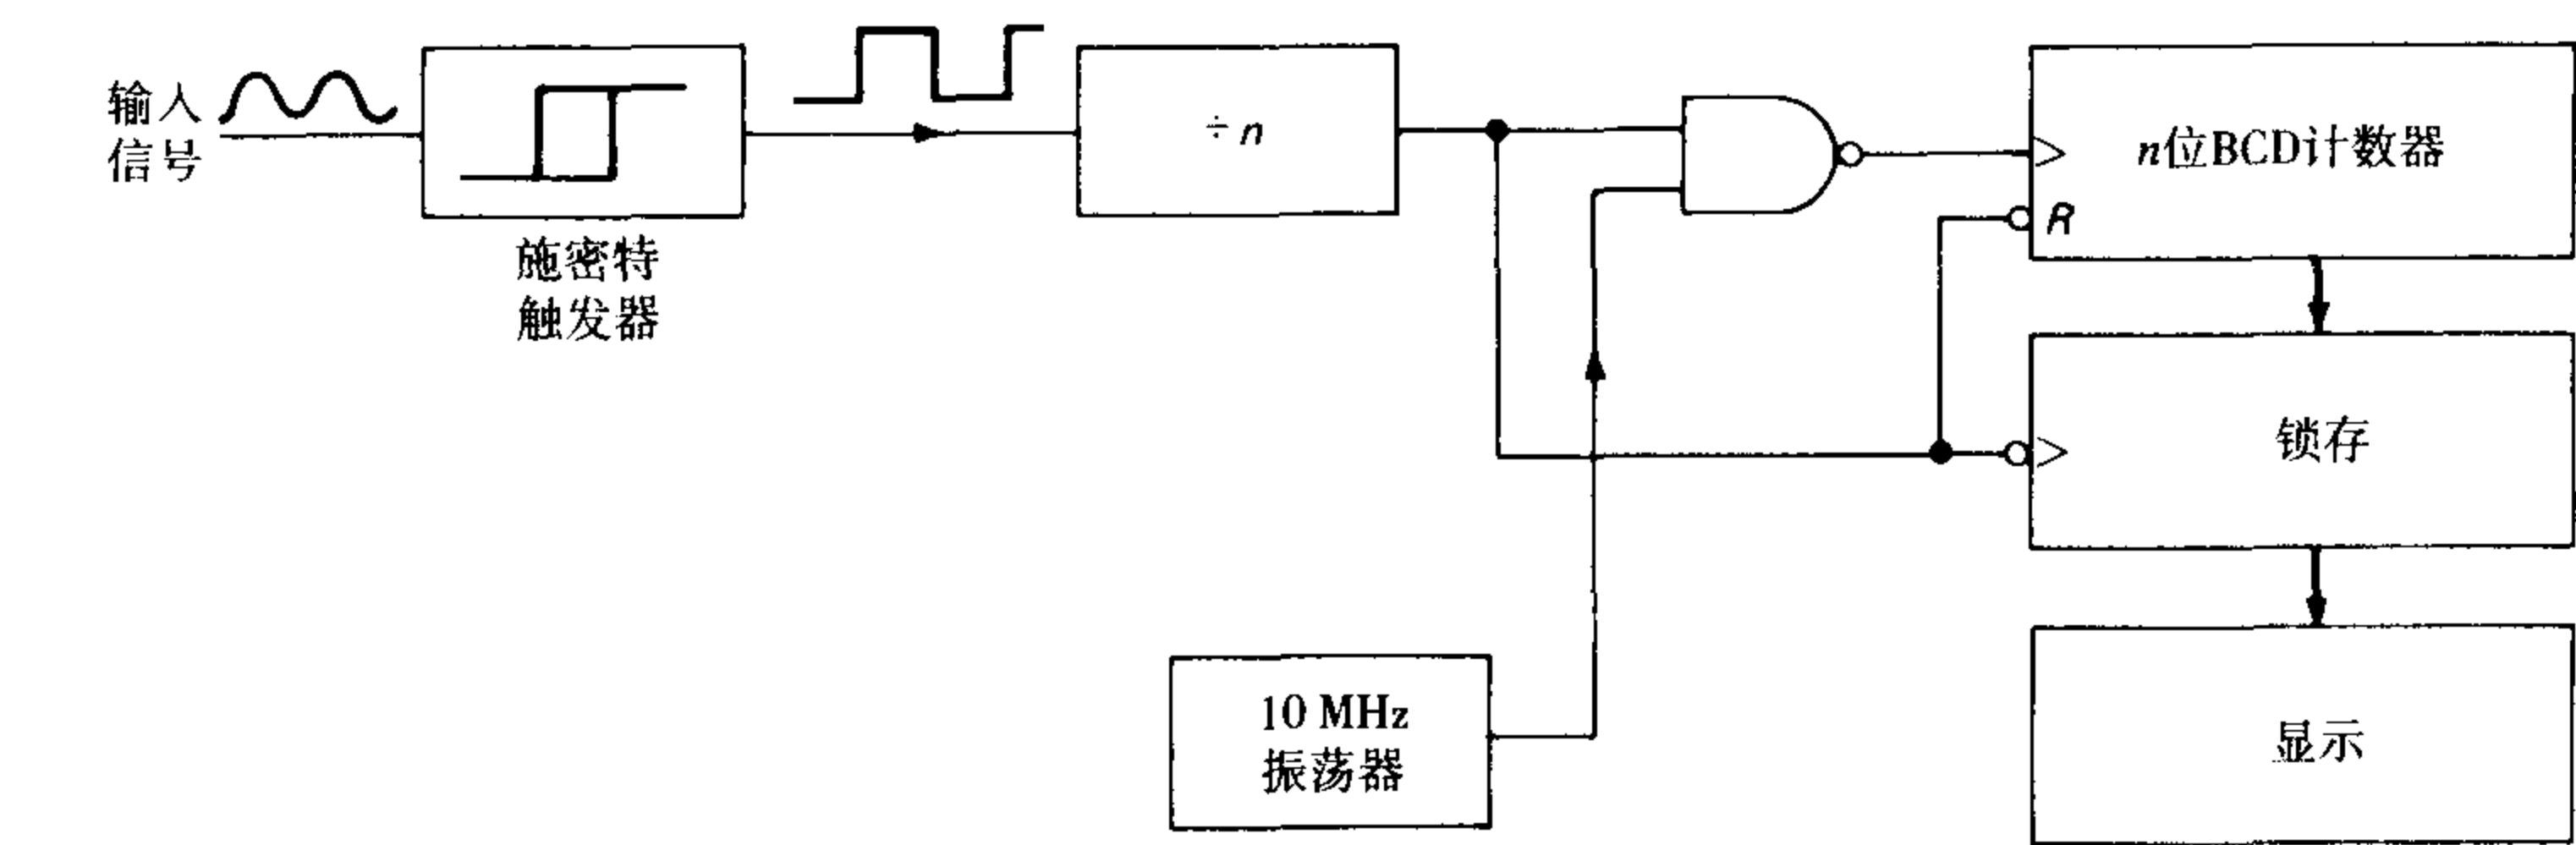 输入
信号
施密特
触发器
÷n
n位BCD计数器
R
锁存
10 MHz
振荡器
显示